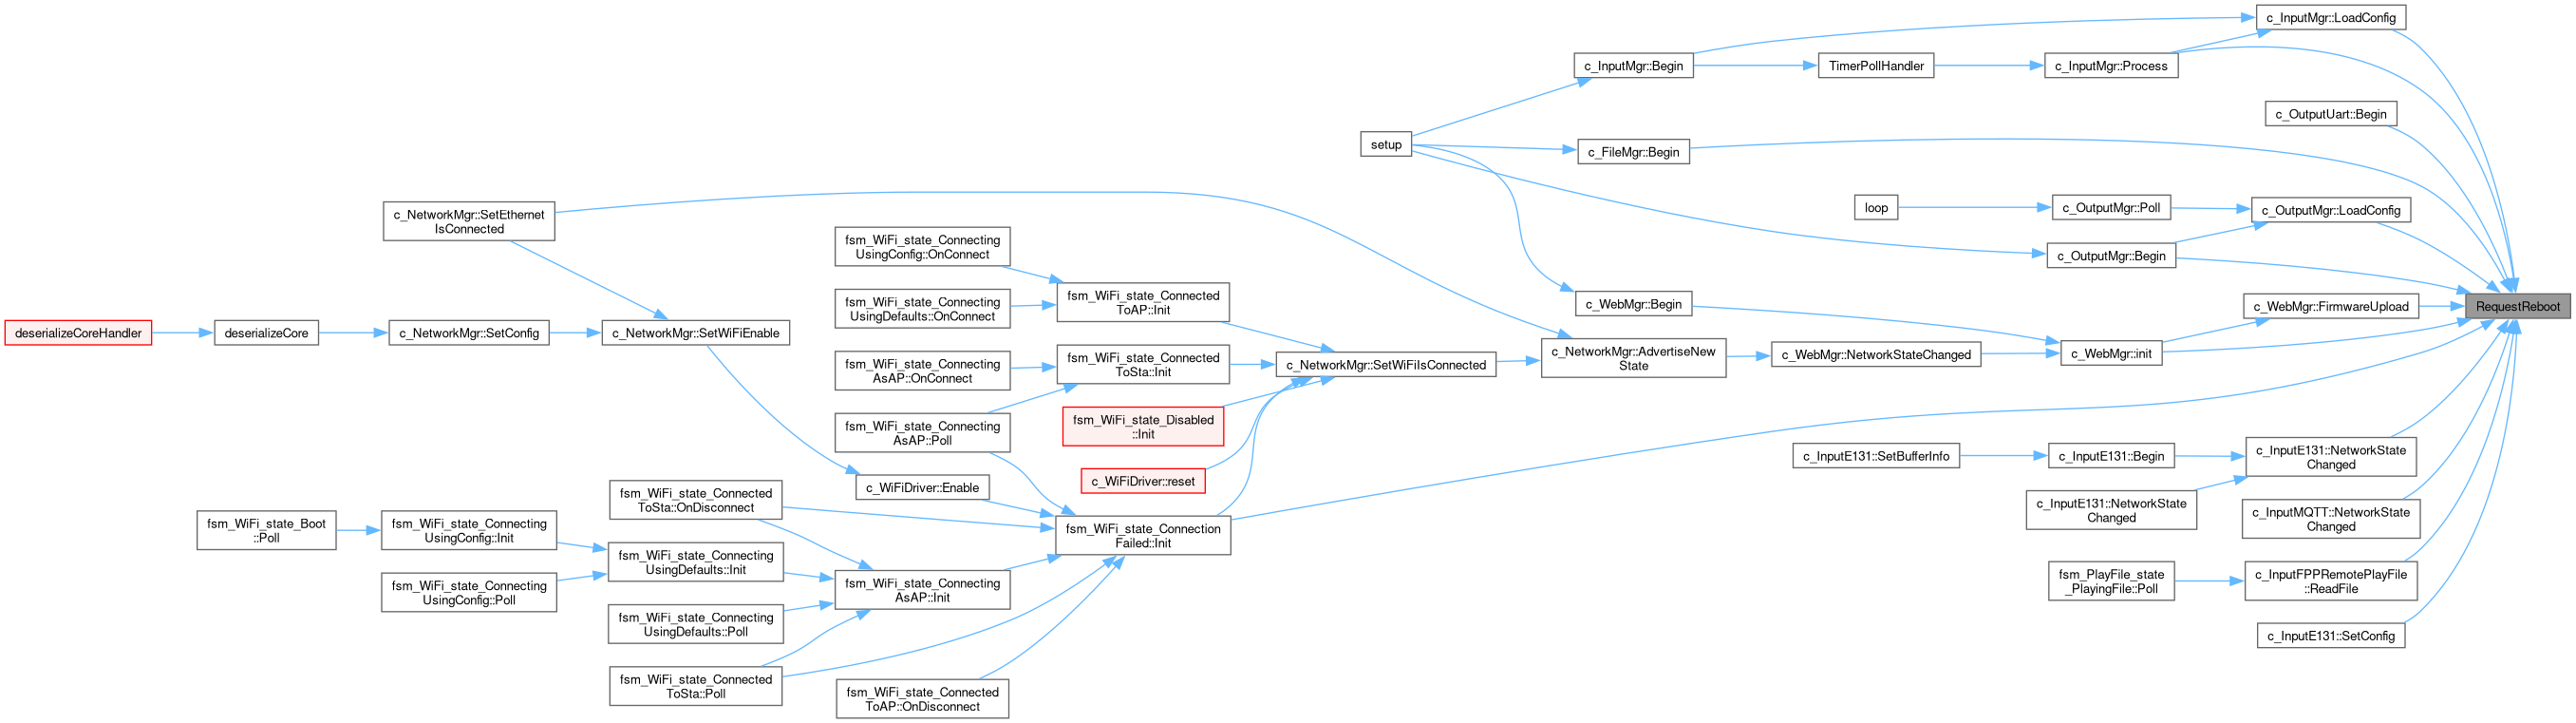 c_InputMgr::LoadConfig
c_InputMgr::Begin
TimerPollHandler
c_InputMgr::Process
c_OutputUart::Begin
setup
c_FileMgr::Begin
c_NetworkMgr::SetEthernet
IsConnected
loop
c_OutputMgr::Poll
c_OutputMgr::LoadConfig
fsm_WiFi_state_Connecting
UsingConfig::OnConnect
c_OutputMgr::Begin
fsm_WiFi_state_Connecting
UsingDefaults::OnConnect
fsm_WiFi_state_Connected
ToAP::Init
c_WebMgr::Begin
c_WebMgr::FirmwareUpload
RequestReboot
deserializeCoreHandler
deserializeCore
c_NetworkMgr::SetConfig
c_NetworkMgr::SetWiFiEnable
fsm_WiFi_state_Connecting
AsAP::OnConnect
fsm_WiFi_state_Connected
ToSta::Init
c_NetworkMgr::SetWiFiIsConnected
c_NetworkMgr::AdvertiseNew
State
c_WebMgr::NetworkStateChanged
c_WebMgr::init
fsm_WiFi_state_Connecting
AsAP::Poll
fsm_WiFi_state_Disabled
::Init
c_InputE131::SetBufferInfo
c_InputE131::Begin
c_InputE131::NetworkState
Changed
c_WiFiDriver::reset
c_WiFiDriver::Enable
fsm_WiFi_state_Connected
ToSta::OnDisconnect
c_InputE131::NetworkState
Changed
c_InputMQTT::NetworkState
Changed
fsm_WiFi_state_Boot
::Poll
fsm_WiFi_state_Connecting
UsingConfig::Init
fsm_WiFi_state_Connection
Failed::Init
fsm_WiFi_state_Connecting
UsingDefaults::Init
fsm_WiFi_state_Connecting
UsingConfig::Poll
fsm_WiFi_state_Connecting
AsAP::Init
fsm_PlayFile_state
_PlayingFile::Poll
c_InputFPPRemotePlayFile
::ReadFile
fsm_WiFi_state_Connecting
UsingDefaults::Poll
c_InputE131::SetConfig
fsm_WiFi_state_Connected
ToSta::Poll
fsm_WiFi_state_Connected
ToAP::OnDisconnect